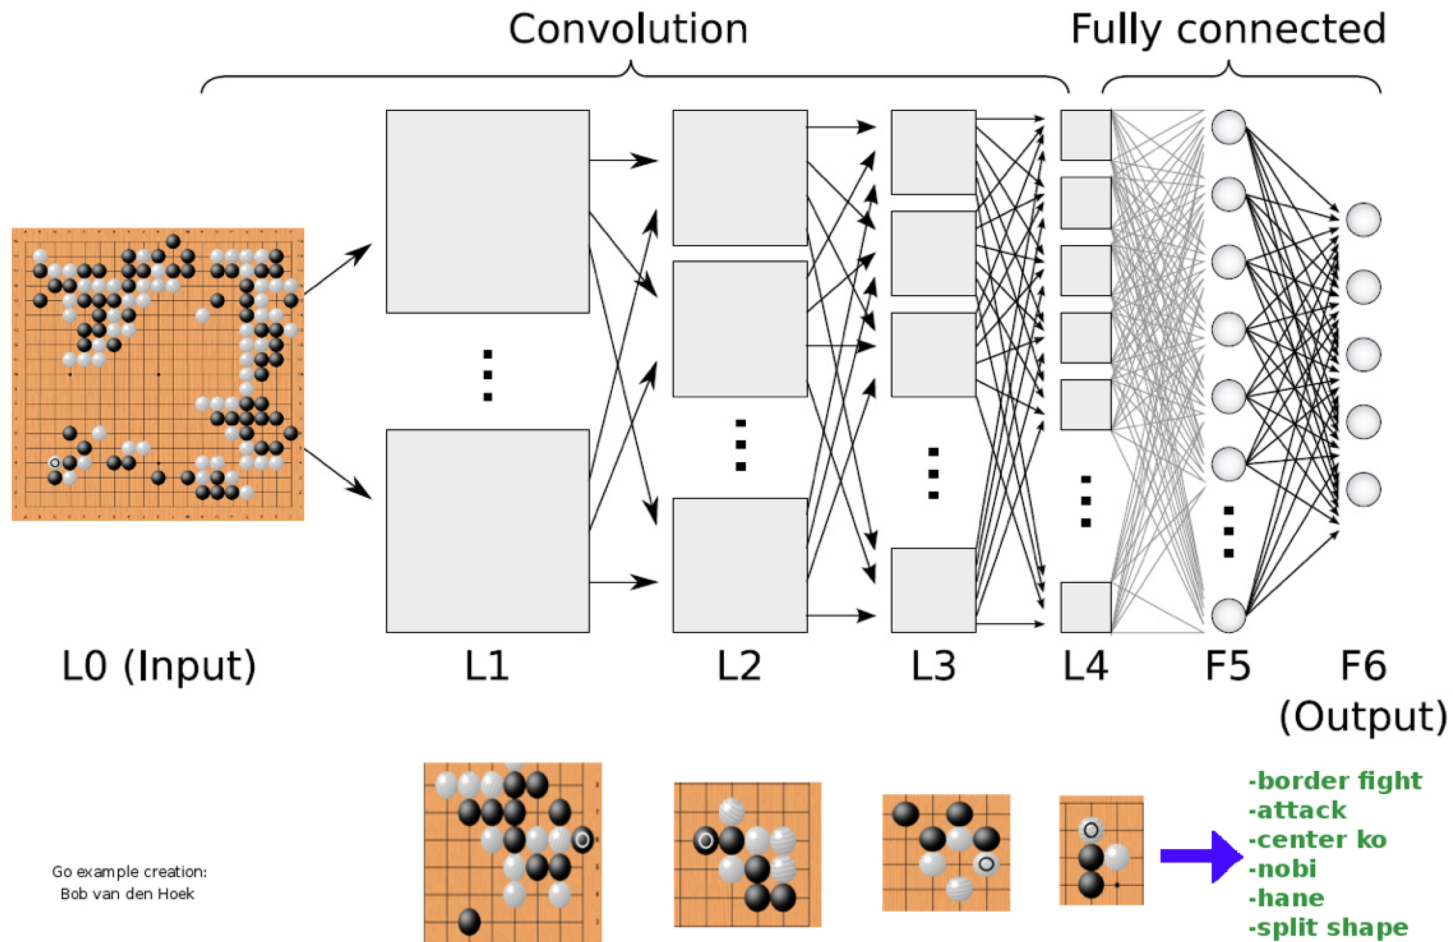 Convolution
Fully connected
L0 (Input)
L1
L2
L3
L4
F5
F6
(Output)
-border fight
-attack
-center ko
-nobi
-hane
-split shape
Go example creation:
Bob van den Hoek